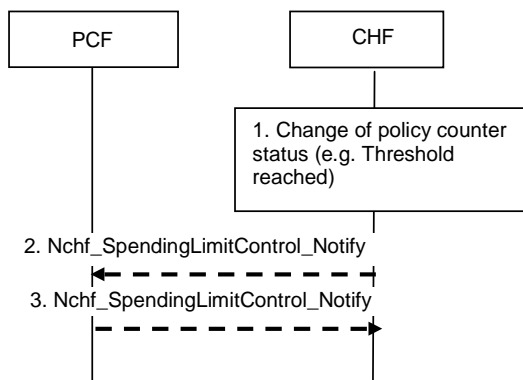 PCF
CHF
1. Change of policy counter
status (e.g. Threshold
reached)
2. Nchf_SpendingLimitControl_Notify
3. Nchf_SpendingLimitControl_Notify